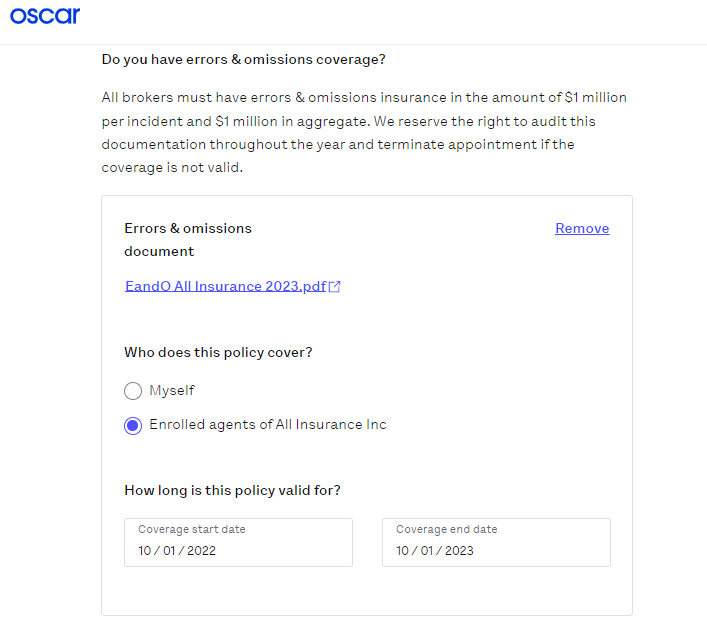 oscar
Do you have errors & omissions coverage?
All brokers must have errors & omissions insurance in the amount of $1 million
per incident and $1 million in aggregate. We reserve the right to audit this
documentation throughout the year and terminate appointment if the
coverage is not valid.
Errors & omissions
document
Remove
EandO All Insurance 2023.pdf
Who does this policy cover?
Myself
Enrolled agents of All Insurance Inc
How long is this policy valid for?
Coverage start date
10 / 01 / 2022
Coverage end date
10 / 01 / 2023